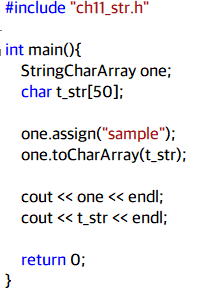 #include "ch11_str.h"
int main(){
StringCharArray one;
char t_str[50];
one.assign("sample");
one.toCharArray(t_str);
cout << one << endl;
cout << t_str << endl;
return 0;
}